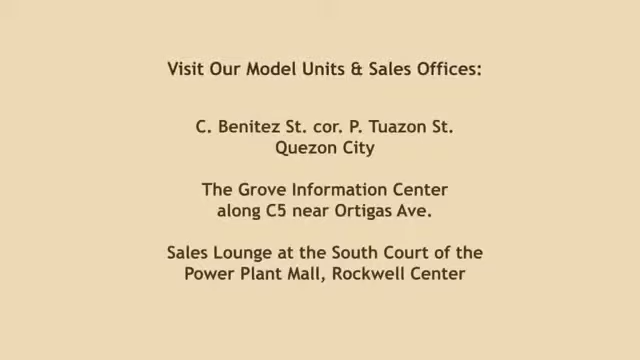 Visit Our Model Units & Sales Offices:
C. Benitez St. cor. P. Tuazon St.
Quezon City
The Grove Information Center
along C5 near Ortigas Ave.
Sales Lounge at the South Court of the
Power Plant Mall, Rockwell Center